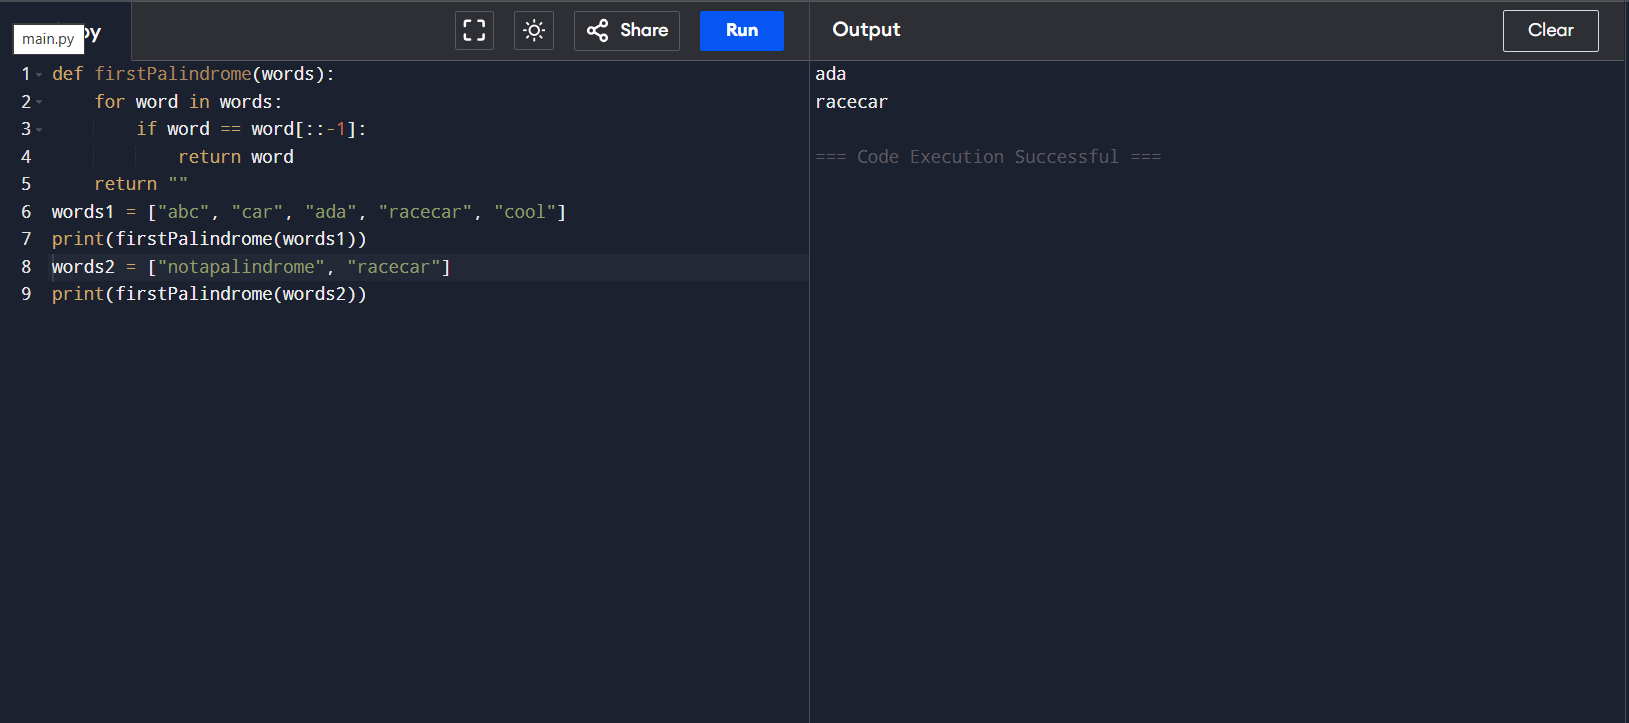 main.py
Share
Run
Output
Clear
1 def firstPalindrome(words):
2     for word in words:
3         if word == word[::-1]:
4             return word
5     return ""
6 words1 = ["abc", "car", "ada", "racecar", "cool"]
7 print(firstPalindrome(words1))
8 words2 = ["notapalindrome", "racecar"]
9 print(firstPalindrome(words2))
ada
racecar
=== Code Execution Successful ===